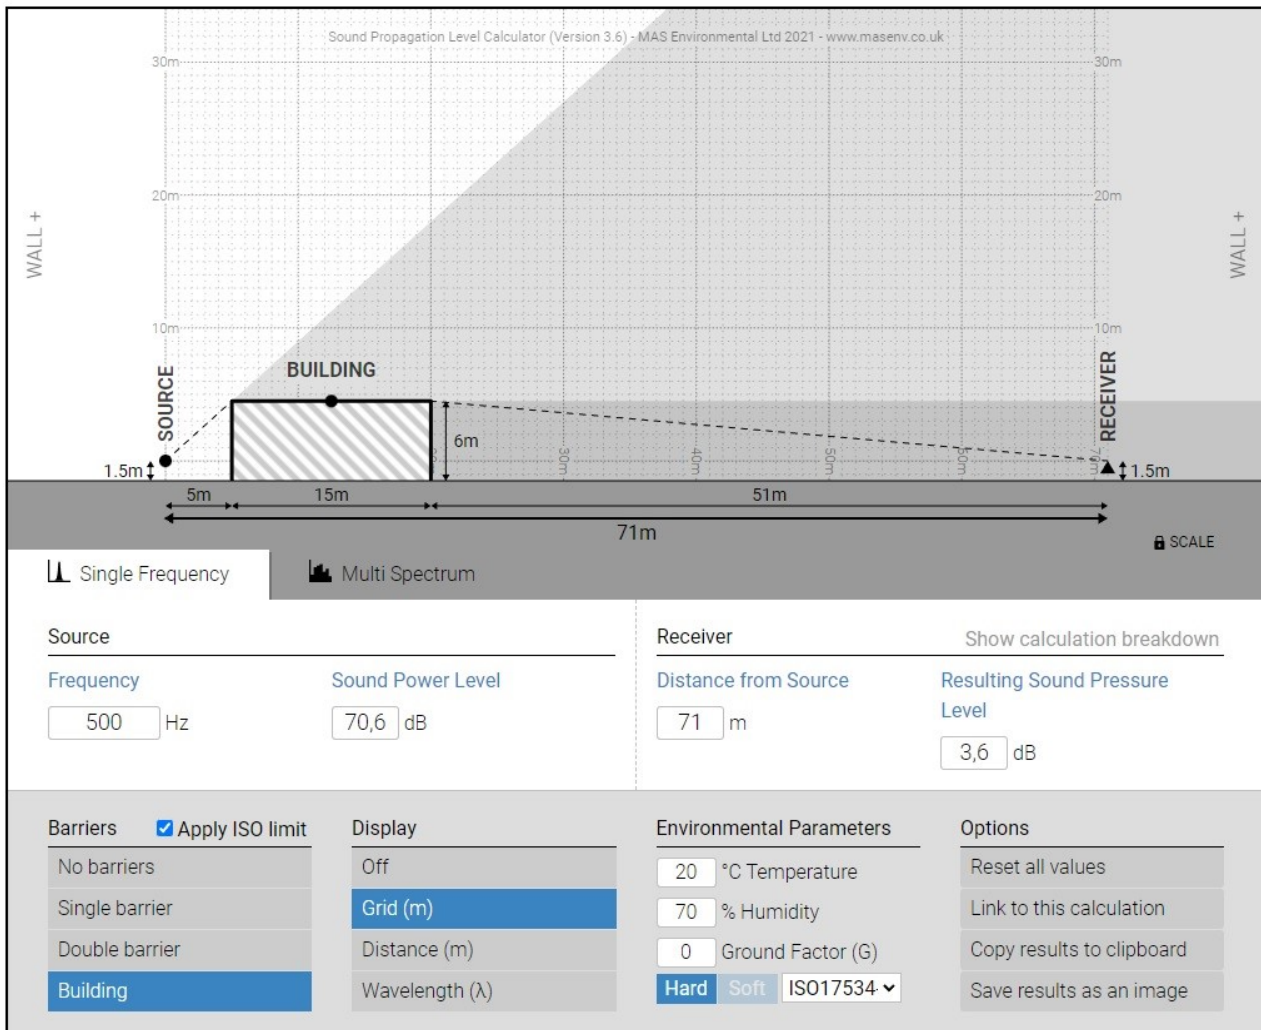 Sound Propagation Level Calculator (Version 3.6) - MAS Environmental Ltd 2021 - www.masenv.co.uk
30m 30m
20m 20m
WALL + WALL +
10m 10m
BUILDING
SOURCE
RECEIVER
6m
30m 40m 50m 70m
1.5m 1.5m
5m 15m 51m
71m
SCALE
Single Frequency Multi Spectrum
Source
Frequency Sound Power Level
500 Hz 70,6 dB
Receiver Show calculation breakdown
Distance from Source Resulting Sound Pressure Level
71 m 3,6 dB
Barriers Apply ISO limit
No barriers
Single barrier
Double barrier
Building
Display
Off
Grid (m)
Distance (m)
Wavelength (λ)
Environmental Parameters
20 °C Temperature
70 % Humidity
0 Ground Factor (G)
Hard Soft ISO17534-
Options
Reset all values
Link to this calculation
Copy results to clipboard
Save results as an image